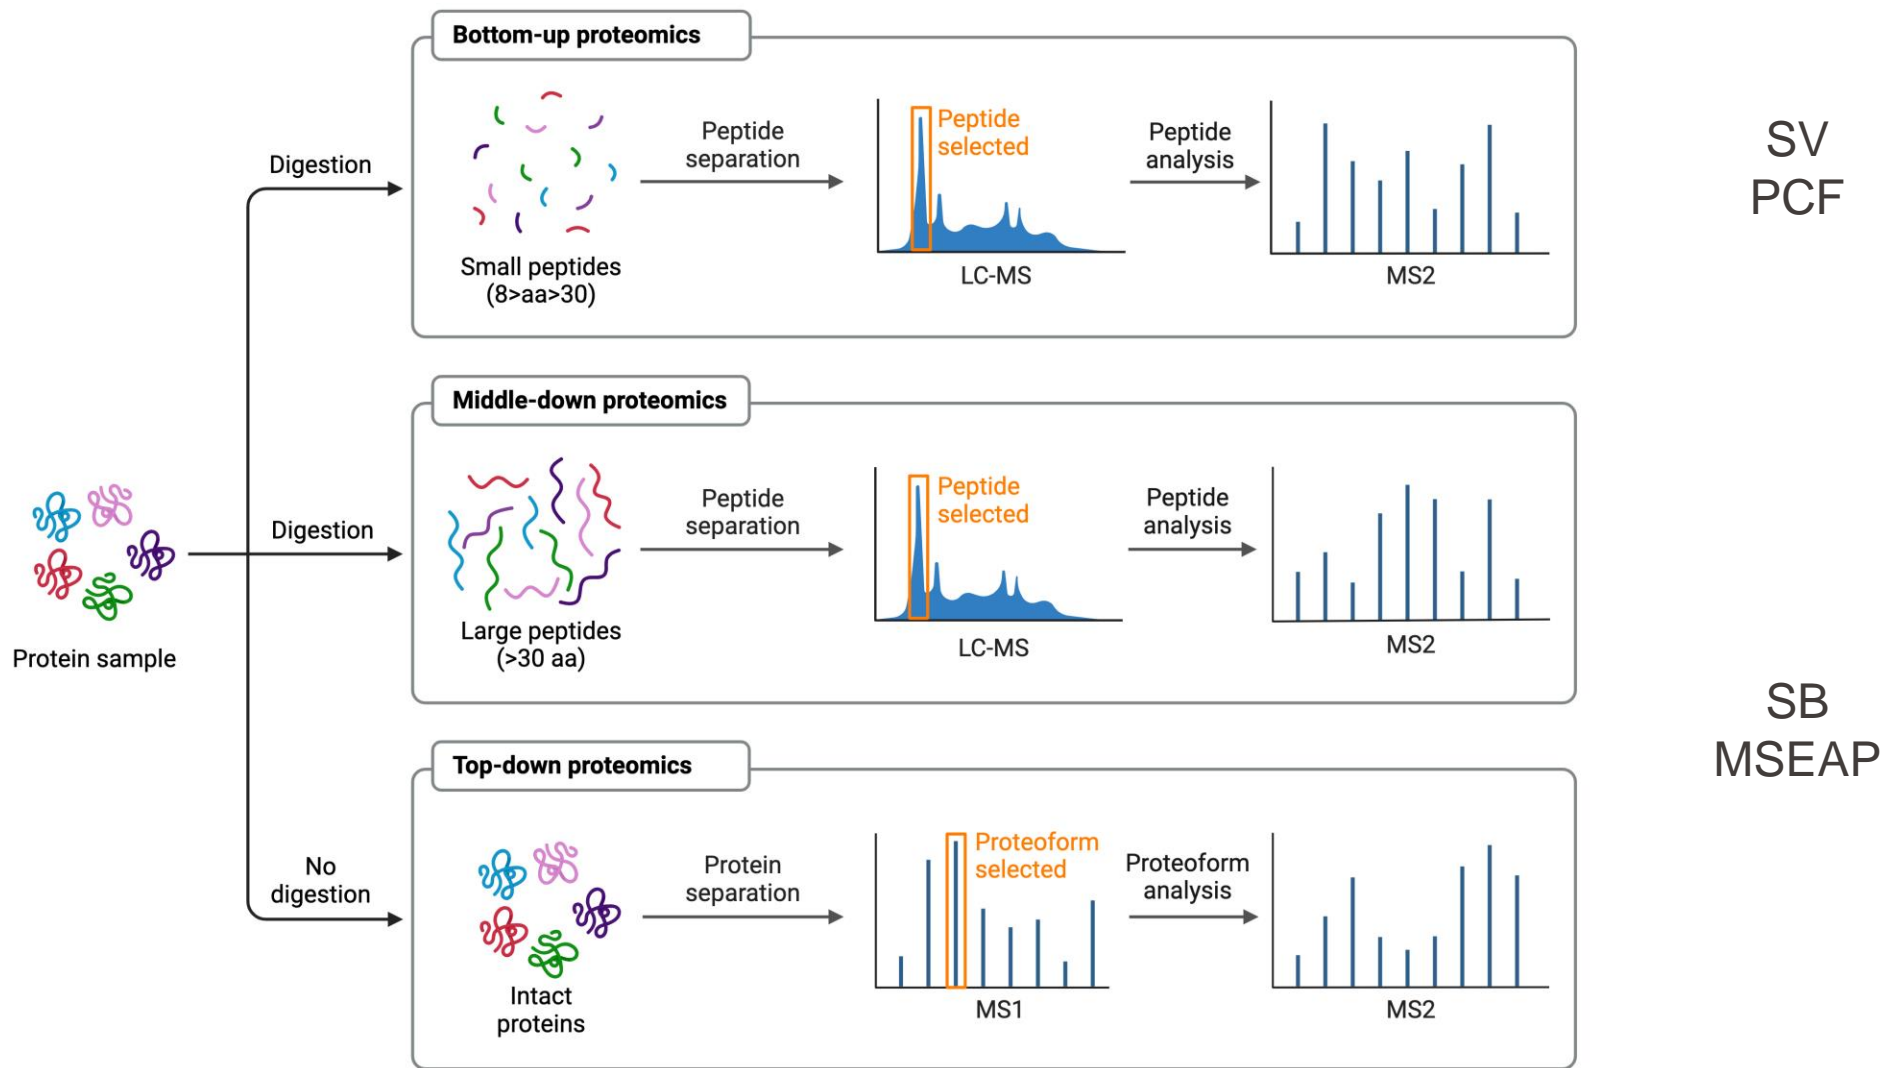 Bottom-up proteomics
Digestion
Small peptides
(8>aa>30)
Peptide
separation
Peptide
selected
LC-MS
Peptide
analysis
MS2
SV
PCF
Middle-down proteomics
Protein sample
Digestion
Large peptides
(>30 aa)
Peptide
separation
Peptide
selected
LC-MS
Peptide
analysis
MS2
SB
MSEAP
Top-down proteomics
No
digestion
Intact
proteins
Protein
separation
Proteoform
selected
MS1
Proteoform
analysis
MS2